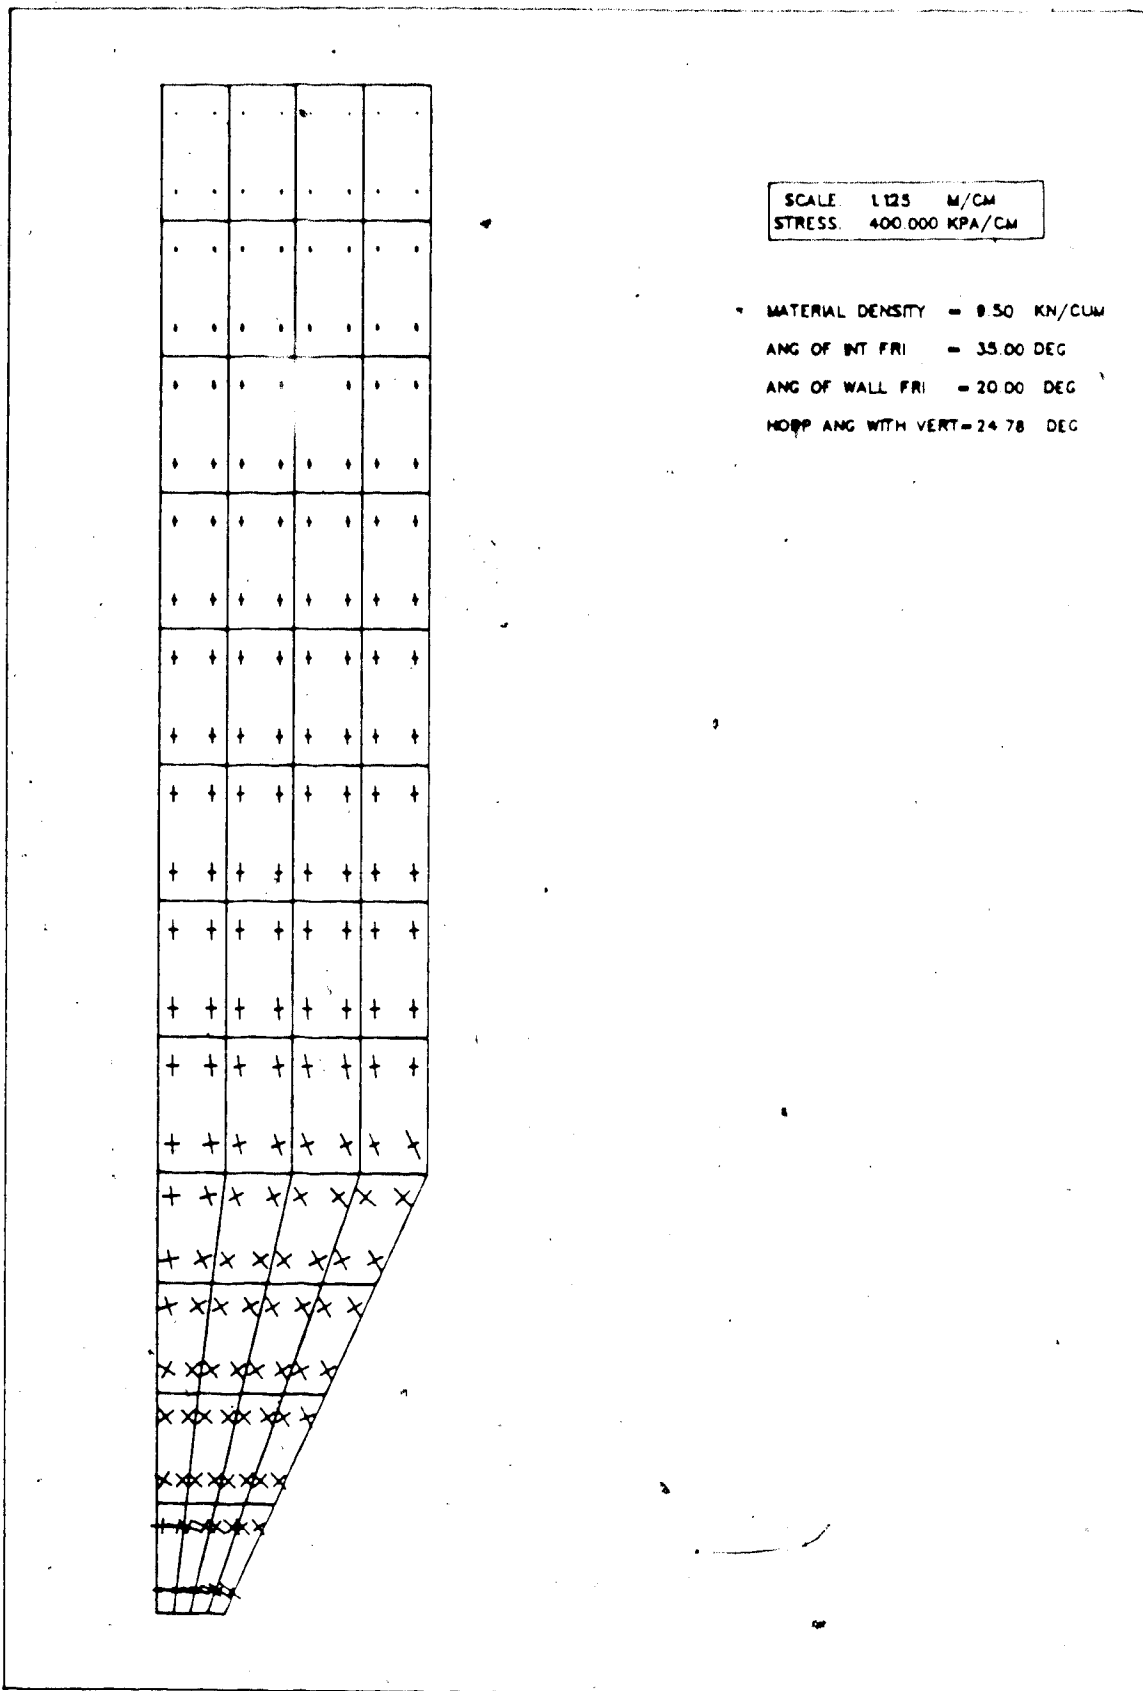 SCALE. 1.125 M/CM
STRESS. 400.000 KPA/CM
MATERIAL DENSITY = 9.50 KN/CUM
ANG OF INT FRI = 35.00 DEG
ANG OF WALL FRI = 20.00 DEG
HOPP ANG WITH VERT = 24.78 DEG